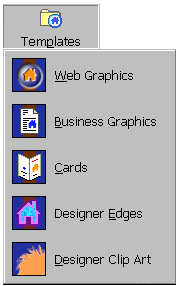 Templates
Web Graphics
Business Graphics
Cards
Designer Edges
Designer Clip Art